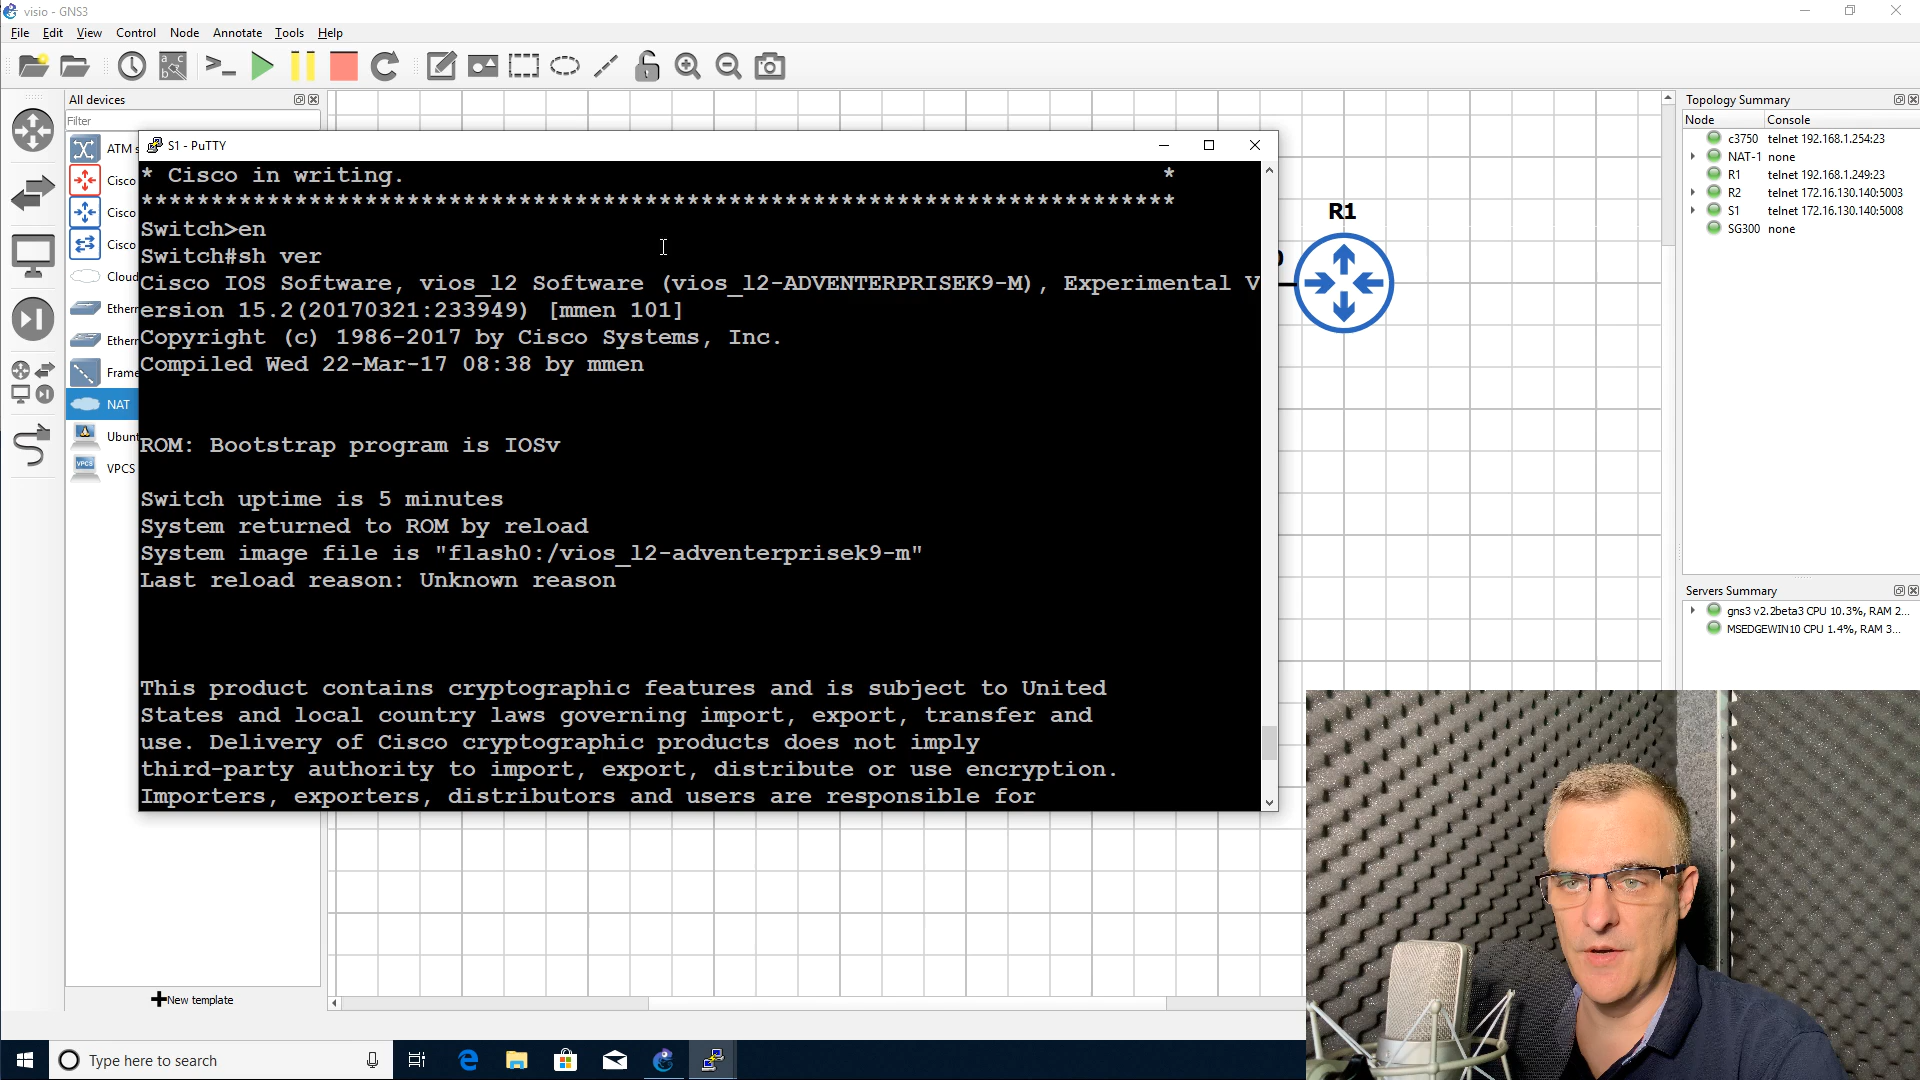 visio - GNS3
File Edit View Control Node Annotate Tools Help
All devices
Filter
ATM
Cisco
Cisco
Cisco
Cloud
Ethern
Ethern
Frame
NAT
Ubun
VPCS
New template
S1 - PuTTY
* Cisco in writing. *
**************************************************************************
Switch>en
Switch#sh ver
Cisco IOS Software, vios_l2 Software (vios_l2-ADVENTERPRISEK9-M), Experimental V
ersion 15.2(20170321:233949) [mmen 101]
Copyright (c) 1986-2017 by Cisco Systems, Inc.
Compiled Wed 22-Mar-17 08:38 by mmen
ROM: Bootstrap program is IOSv
Switch uptime is 5 minutes
System returned to ROM by reload
System image file is "flash0:/vios_l2-adventerprisek9-m"
Last reload reason: Unknown reason
This product contains cryptographic features and is subject to United
States and local country laws governing import, export, transfer and
use. Delivery of Cisco cryptographic products does not imply
third-party authority to import, export, distribute or use encryption.
Importers, exporters, distributors and users are responsible for
R1
Topology Summary
Node Console
c3750 telnet 192.168.1.254:23
NAT-1 none
R1 telnet 192.168.1.249:23
R2 telnet 172.16.130.140:5003
S1 telnet 172.16.130.140:5008
SG300 none
Servers Summary
gns3 v2.2beta3 CPU 10.3%, RAM 2...
MSEDGEWIN10 CPU 1.4%, RAM 3...
Type here to search